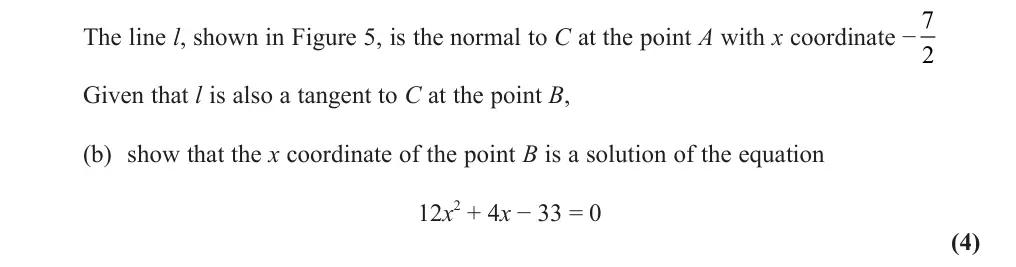 The line l, shown in Figure 5, is the normal to C at the point A with x coordinate −7/2
Given that l is also a tangent to C at the point B,
(b) show that the x coordinate of the point B is a solution of the equation
12x² + 4x − 33 = 0
(4)